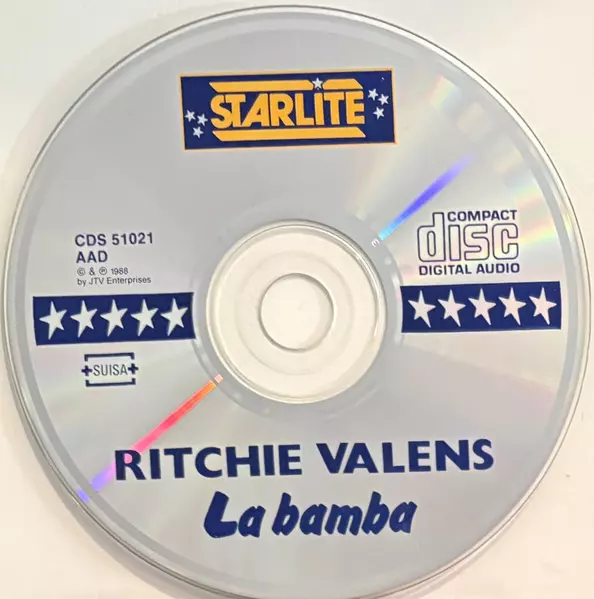 STARLITE
CDS 51021
AAD
© & ℗ 1988
by JTV Enterprises
COMPACT
disc
DIGITAL AUDIO
SUISA
RITCHIE VALENS
La bamba